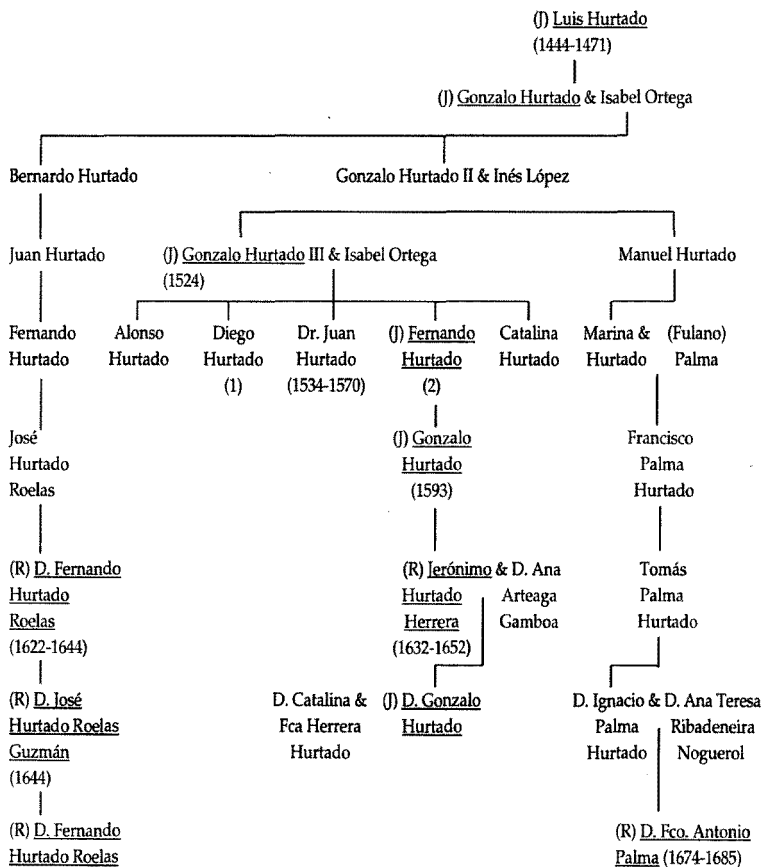 (J) Luis Hurtado
(1444-1471)
(J) Gonzalo Hurtado & Isabel Ortega
Bernardo Hurtado
Gonzalo Hurtado II & Inés López
Juan Hurtado
(J) Gonzalo Hurtado III & Isabel Ortega
(1524)
Manuel Hurtado
Fernando
Hurtado
Alonso
Hurtado
Diego
Hurtado
(1)
Dr. Juan
Hurtado
(1534-1570)
(J) Fernando
Hurtado
(2)
Catalina
Hurtado
Marina &
Hurtado
(Fulano)
Palma
José
Hurtado
Roelas
(J) Gonzalo
Hurtado
(1593)
Francisco
Palma
Hurtado
(R) D. Fernando
Hurtado
Roelas
(1622-1644)
(R) Jerónimo & D. Ana
Hurtado Arteaga
Herrera Gamboa
(1632-1652)
Tomás
Palma
Hurtado
(R) D. José
Hurtado Roelas
Guzmán
(1644)
D. Catalina &
Fca Herrera
Hurtado
(J) D. Gonzalo
Hurtado
D. Ignacio & D. Ana Teresa
Palma Ribadeneira
Hurtado Noguerol
(R) D. Fernando
Hurtado Roelas
(R) D. Fco. Antonio
Palma (1674-1685)